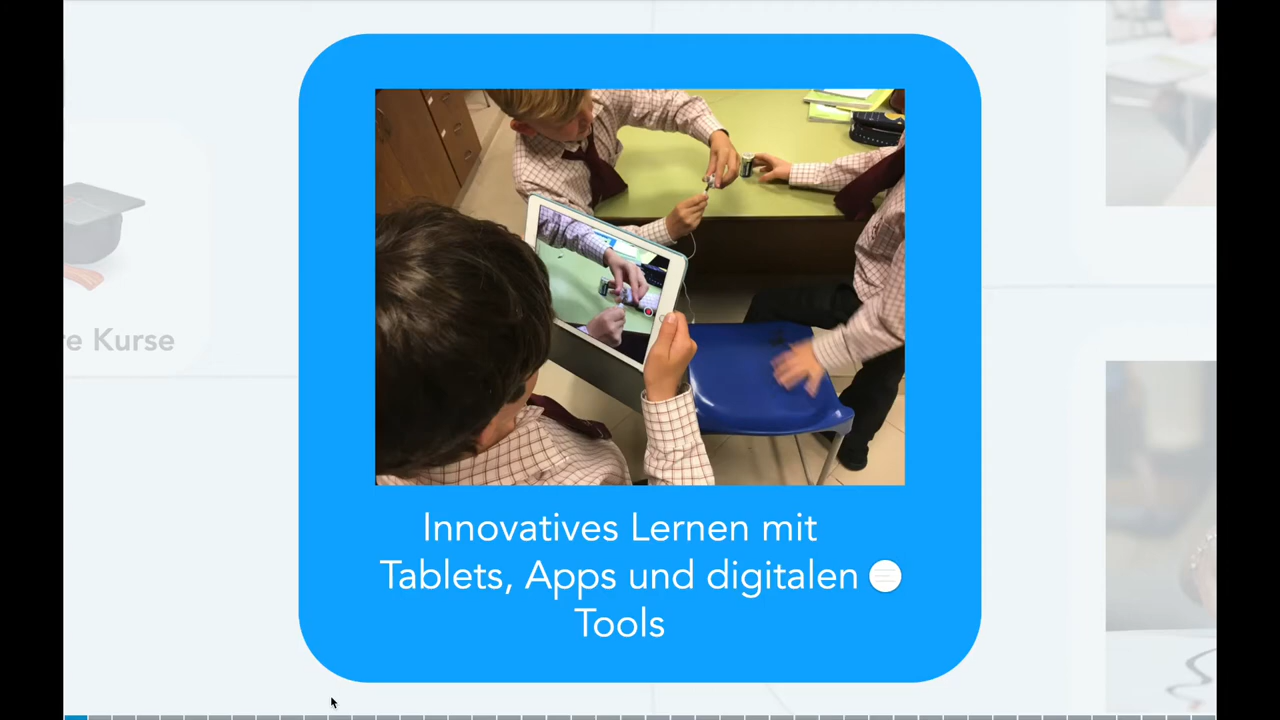 re Kurse
Innovatives Lernen mit
Tablets, Apps und digitalen
Tools